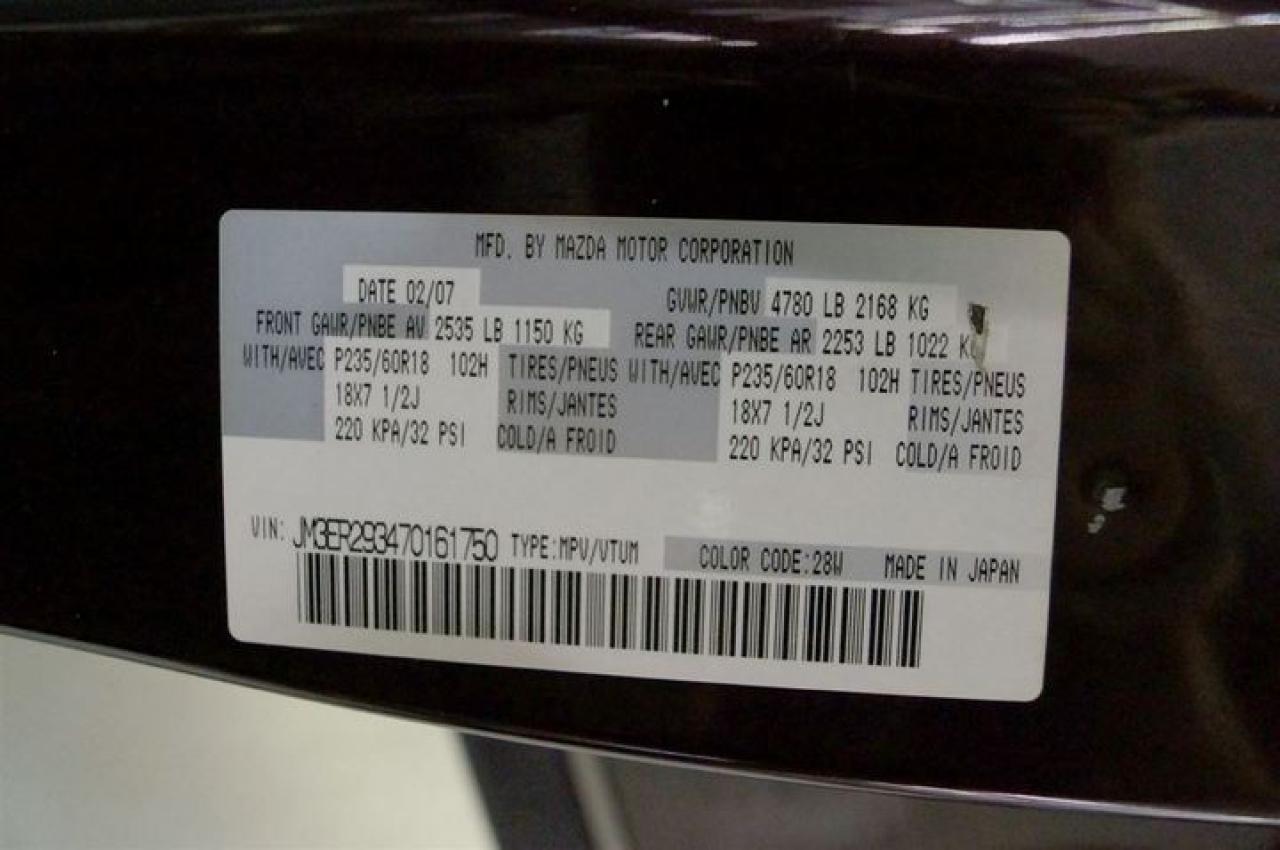 MFD. BY MAZDA MOTOR CORPORATION
DATE 02/07 GVWR/PNBV 4780 LB 2168 KG
FRONT GAWR/PNBE AV 2535 LB 1150 KG REAR GAWR/PNBE AR 2253 LB 1022
WITH/AVEC P235/60R18 102H TIRES/PNEUS WITH/AVEC P235/60R18 102H TIRES/PNEUS
18X7 1/2J RIMS/JANTES 18X7 1/2J RIMS/JANTES
220 KPA/32 PSI COLD/A FROID 220 KPA/32 PSI COLD/A FROID
VIN: JM3ER293470161750 TYPE:MPV/VTUM COLOR CODE:28W MADE IN JAPAN